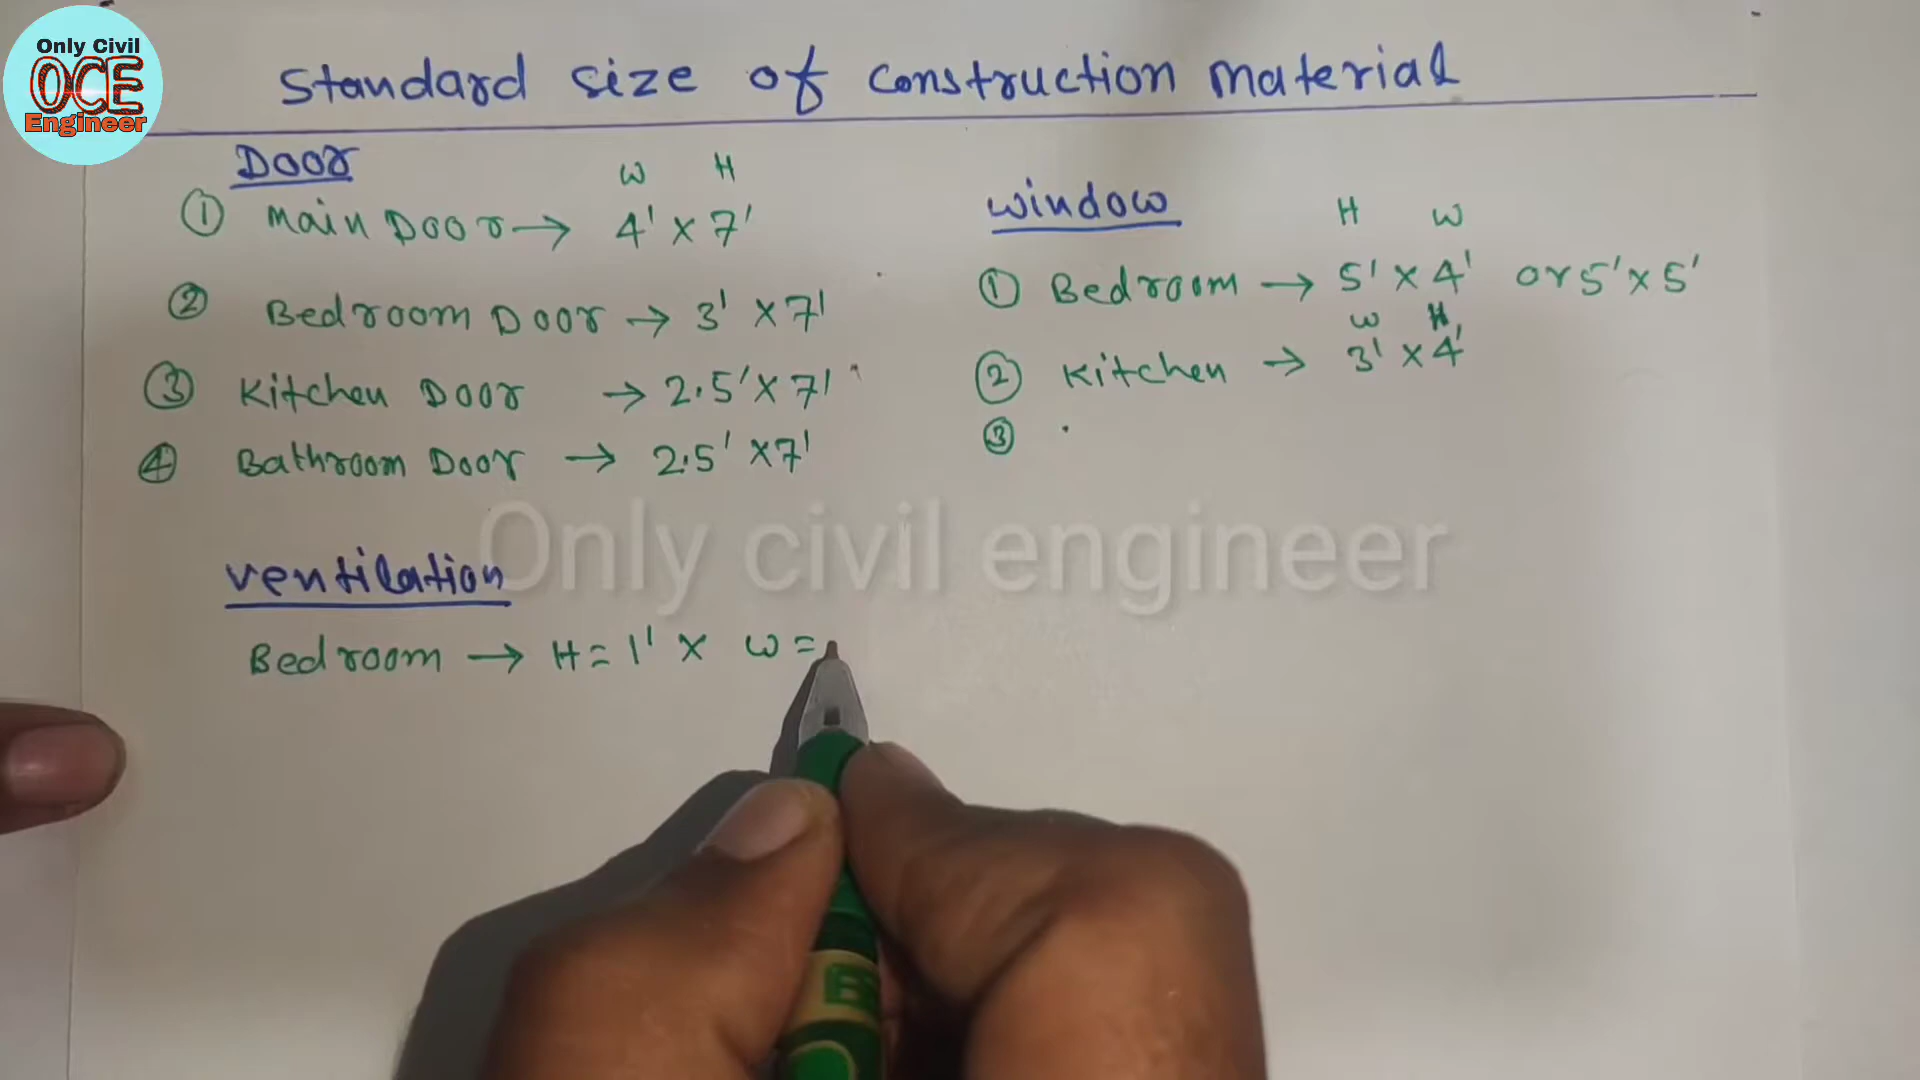 Only Civil
OCE
Engineer
Standard size of construction material
Door
W H
① Main Door → 4' x 7'
② Bedroom Door → 3' x 7'
③ Kitchen Door → 2.5' x 7'
④ Bathroom Door → 2.5' x 7'
window
H W
① Bedroom → 5' x 4' or 5' x 5'
W H
② Kitchen → 3' x 4'
③
Only civil engineer
ventilation
Bedroom → H = 1' x W =